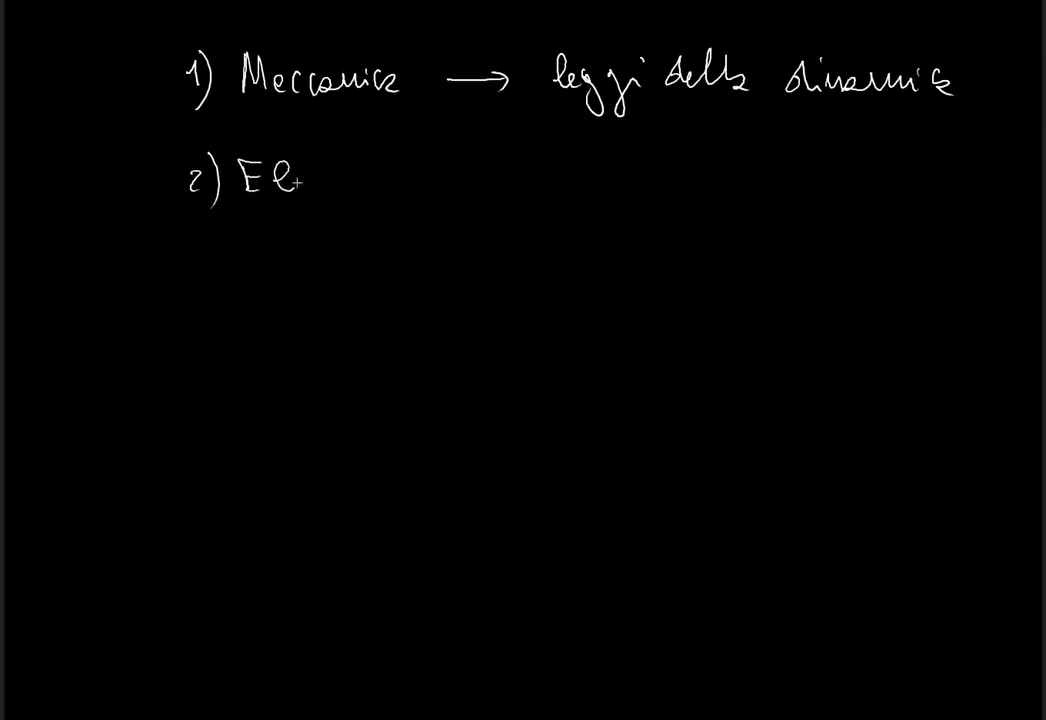 1) Meccanica → leggi della dinamica
2) El